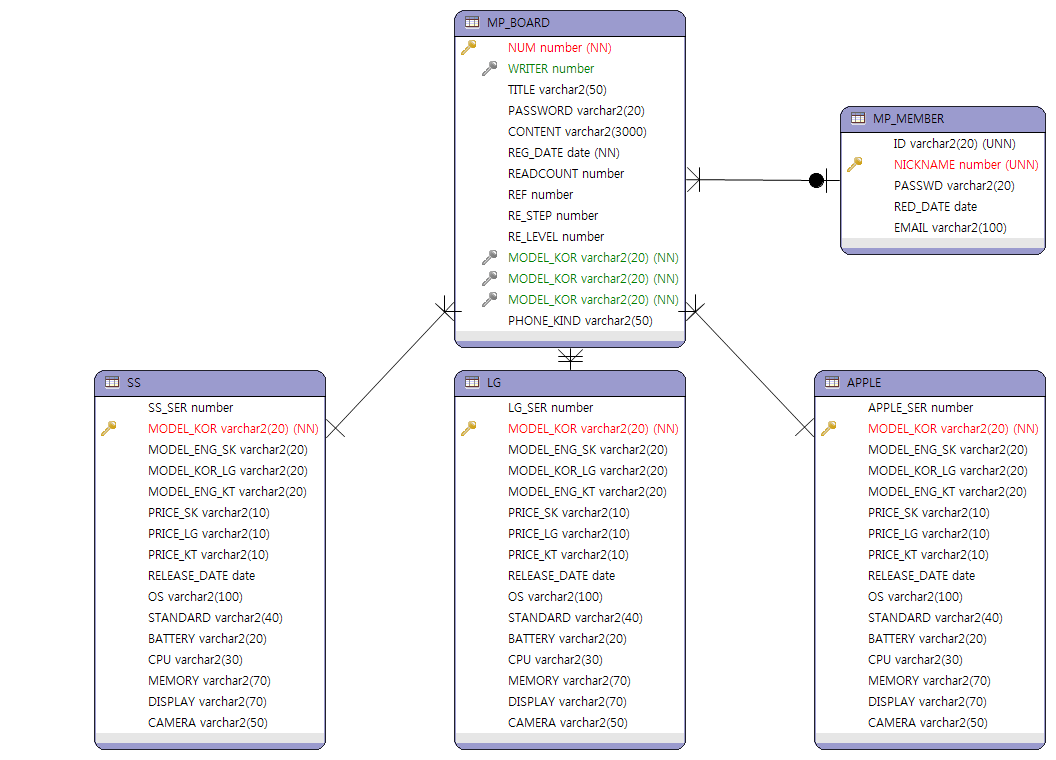 MP_BOARD
NUM number (NN)
WRITER number
TITLE varchar2(50)
PASSWORD varchar2(20)
CONTENT varchar2(3000)
REG_DATE date (NN)
READCOUNT number
REF number
RE_STEP number
RE_LEVEL number
MODEL_KOR varchar2(20) (NN)
MODEL_KOR varchar2(20) (NN)
MODEL_KOR varchar2(20) (NN)
PHONE_KIND varchar2(50)
MP_MEMBER
ID varchar2(20) (UNN)
NICKNAME number (UNN)
PASSWD varchar2(20)
RED_DATE date
EMAIL varchar2(100)
SS
SS_SER number
MODEL_KOR varchar2(20) (NN)
MODEL_ENG_SK varchar2(20)
MODEL_KOR_LG varchar2(20)
MODEL_ENG_KT varchar2(20)
PRICE_SK varchar2(10)
PRICE_LG varchar2(10)
PRICE_KT varchar2(10)
RELEASE_DATE date
OS varchar2(100)
STANDARD varchar2(40)
BATTERY varchar2(20)
CPU varchar2(30)
MEMORY varchar2(70)
DISPLAY varchar2(70)
CAMERA varchar2(50)
LG
LG_SER number
MODEL_KOR varchar2(20) (NN)
MODEL_ENG_SK varchar2(20)
MODEL_KOR_LG varchar2(20)
MODEL_ENG_KT varchar2(20)
PRICE_SK varchar2(10)
PRICE_LG varchar2(10)
PRICE_KT varchar2(10)
RELEASE_DATE date
OS varchar2(100)
STANDARD varchar2(40)
BATTERY varchar2(20)
CPU varchar2(30)
MEMORY varchar2(70)
DISPLAY varchar2(70)
CAMERA varchar2(50)
APPLE
APPLE_SER number
MODEL_KOR varchar2(20) (NN)
MODEL_ENG_SK varchar2(20)
MODEL_KOR_LG varchar2(20)
MODEL_ENG_KT varchar2(20)
PRICE_SK varchar2(10)
PRICE_LG varchar2(10)
PRICE_KT varchar2(10)
RELEASE_DATE date
OS varchar2(100)
STANDARD varchar2(40)
BATTERY varchar2(20)
CPU varchar2(30)
MEMORY varchar2(70)
DISPLAY varchar2(70)
CAMERA varchar2(50)